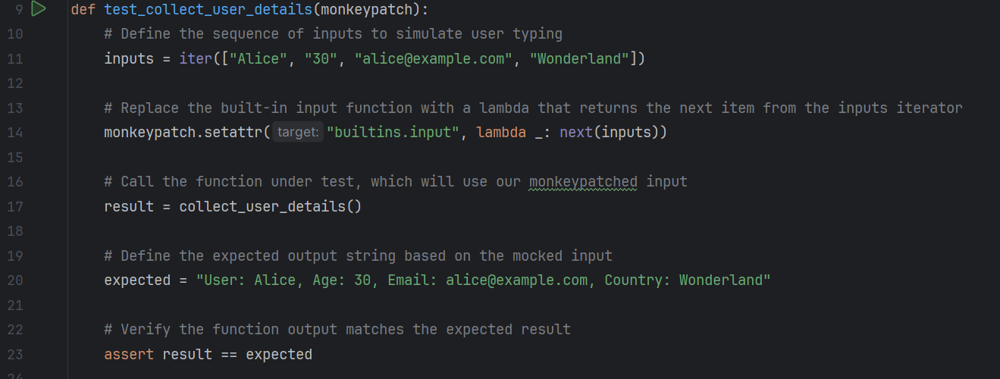 9 def test_collect_user_details(monkeypatch):
10 # Define the sequence of inputs to simulate user typing
11 inputs = iter(["Alice", "30", "alice@example.com", "Wonderland"])
12
13 # Replace the built-in input function with a lambda that returns the next item from the inputs iterator
14 monkeypatch.setattr( target: "builtins.input", lambda _: next(inputs))
15
16 # Call the function under test, which will use our monkeypatched input
17 result = collect_user_details()
18
19 # Define the expected output string based on the mocked input
20 expected = "User: Alice, Age: 30, Email: alice@example.com, Country: Wonderland"
21
22 # Verify the function output matches the expected result
23 assert result == expected
24